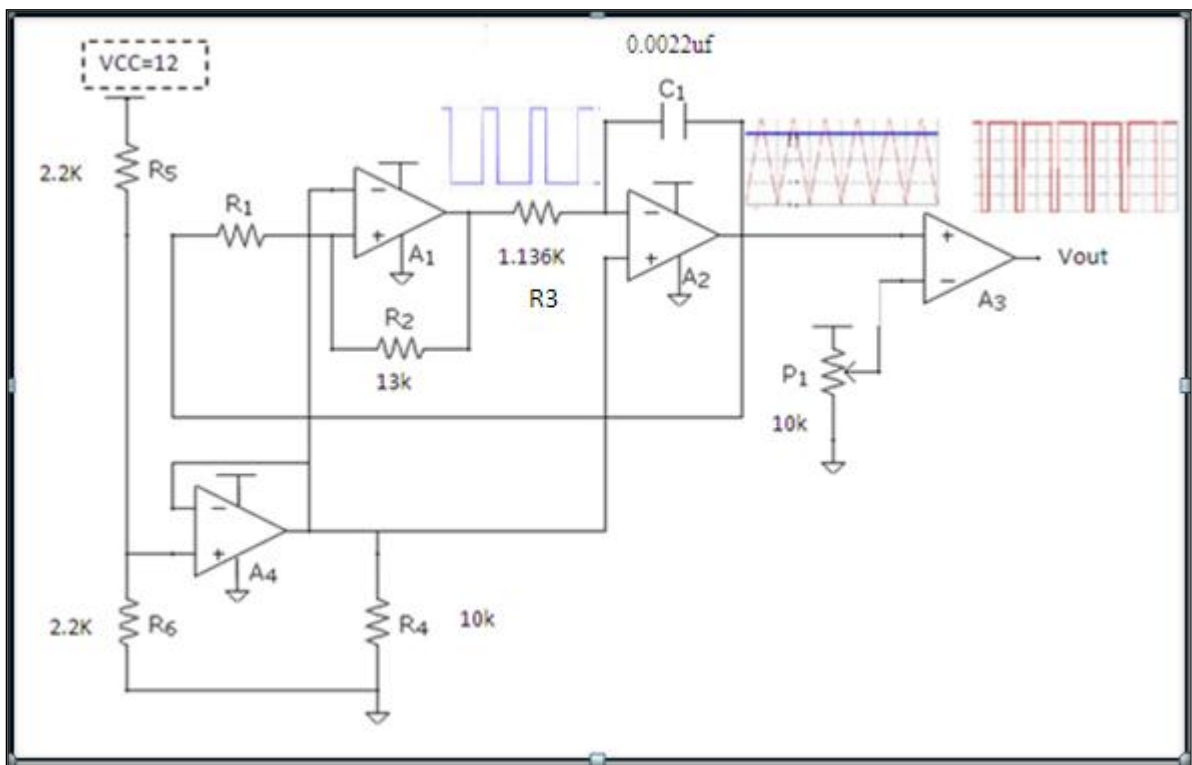 0.0022uf
VCC=12
C1
2.2K
R5
R1
A1
1.136K
R3
A2
Vout
A3
R2
13k
P1
10k
A4
2.2K
R6
R4
10k